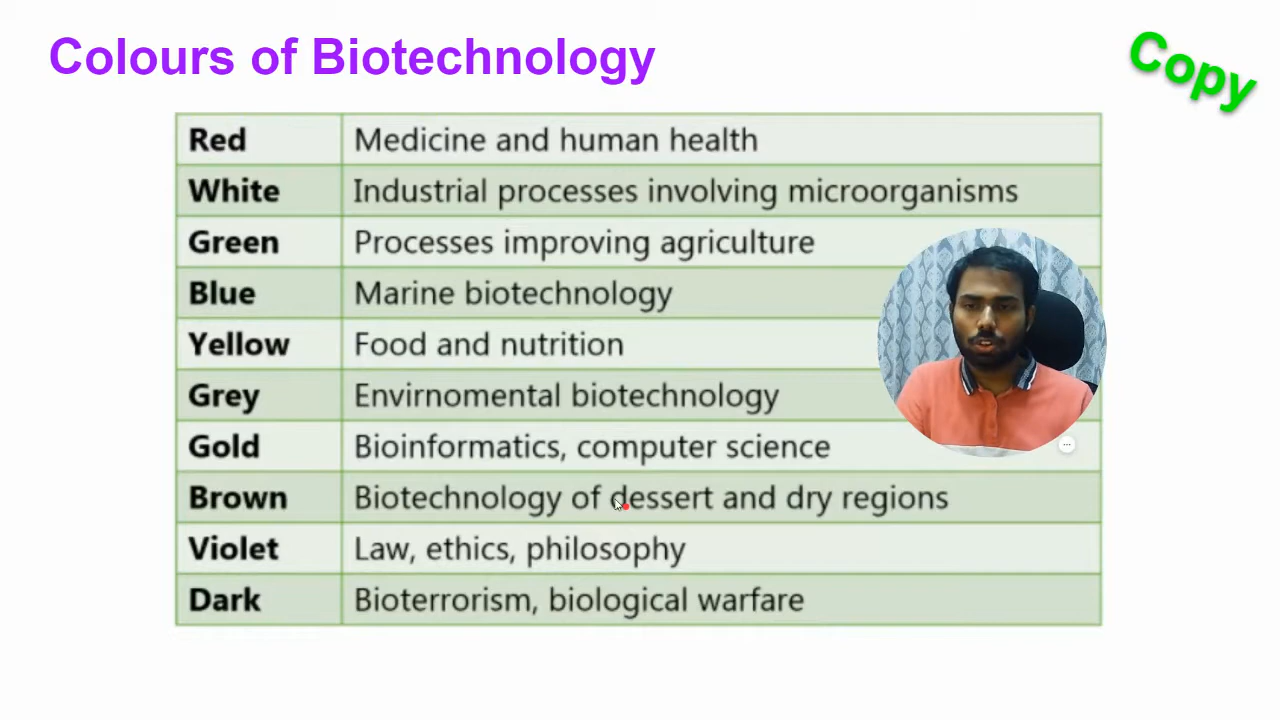 Colours of Biotechnology
Copy
Red Medicine and human health
White Industrial processes involving microorganisms
Green Processes improving agriculture
Blue Marine biotechnology
Yellow Food and nutrition
Grey Envirnomental biotechnology
Gold Bioinformatics, computer science
Brown Biotechnology of dessert and dry regions
Violet Law, ethics, philosophy
Dark Bioterrorism, biological warfare